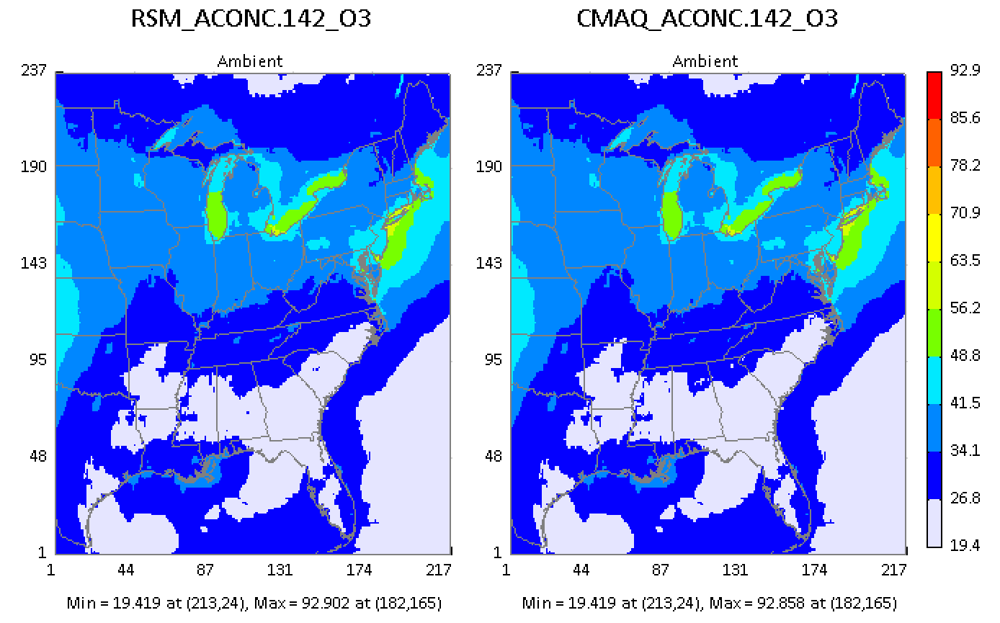 RSM_ACONC.142_O3 CMAQ_ACONC.142_O3
Ambient Ambient
237 237 92.9
85.6
190 190 78.2
70.9
143 143 63.5
56.2
95 95 48.8
41.5
48 48 34.1
26.8
1 1 19.4
1 44 87 131 174 217 1 44 87 131 174 217
Min = 19.419 at (213,24), Max = 92.902 at (182,165) Min = 19.419 at (213,24), Max = 92.858 at (182,165)